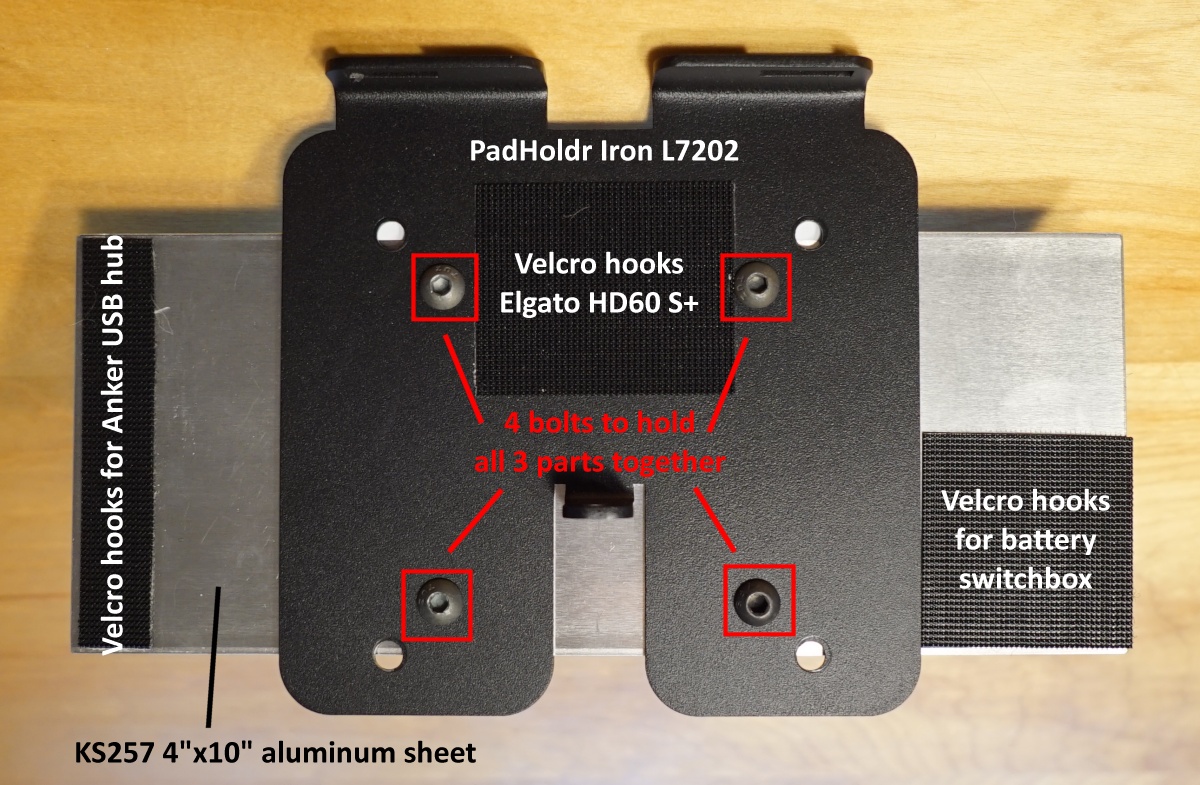 PadHoldr Iron L7202
Velcro hooks
Elgato HD60 S+
Velcro hooks for Anker USB hub
4 bolts to hold
all 3 parts together
Velcro hooks
for battery
switchbox
KS257 4"x10" aluminum sheet